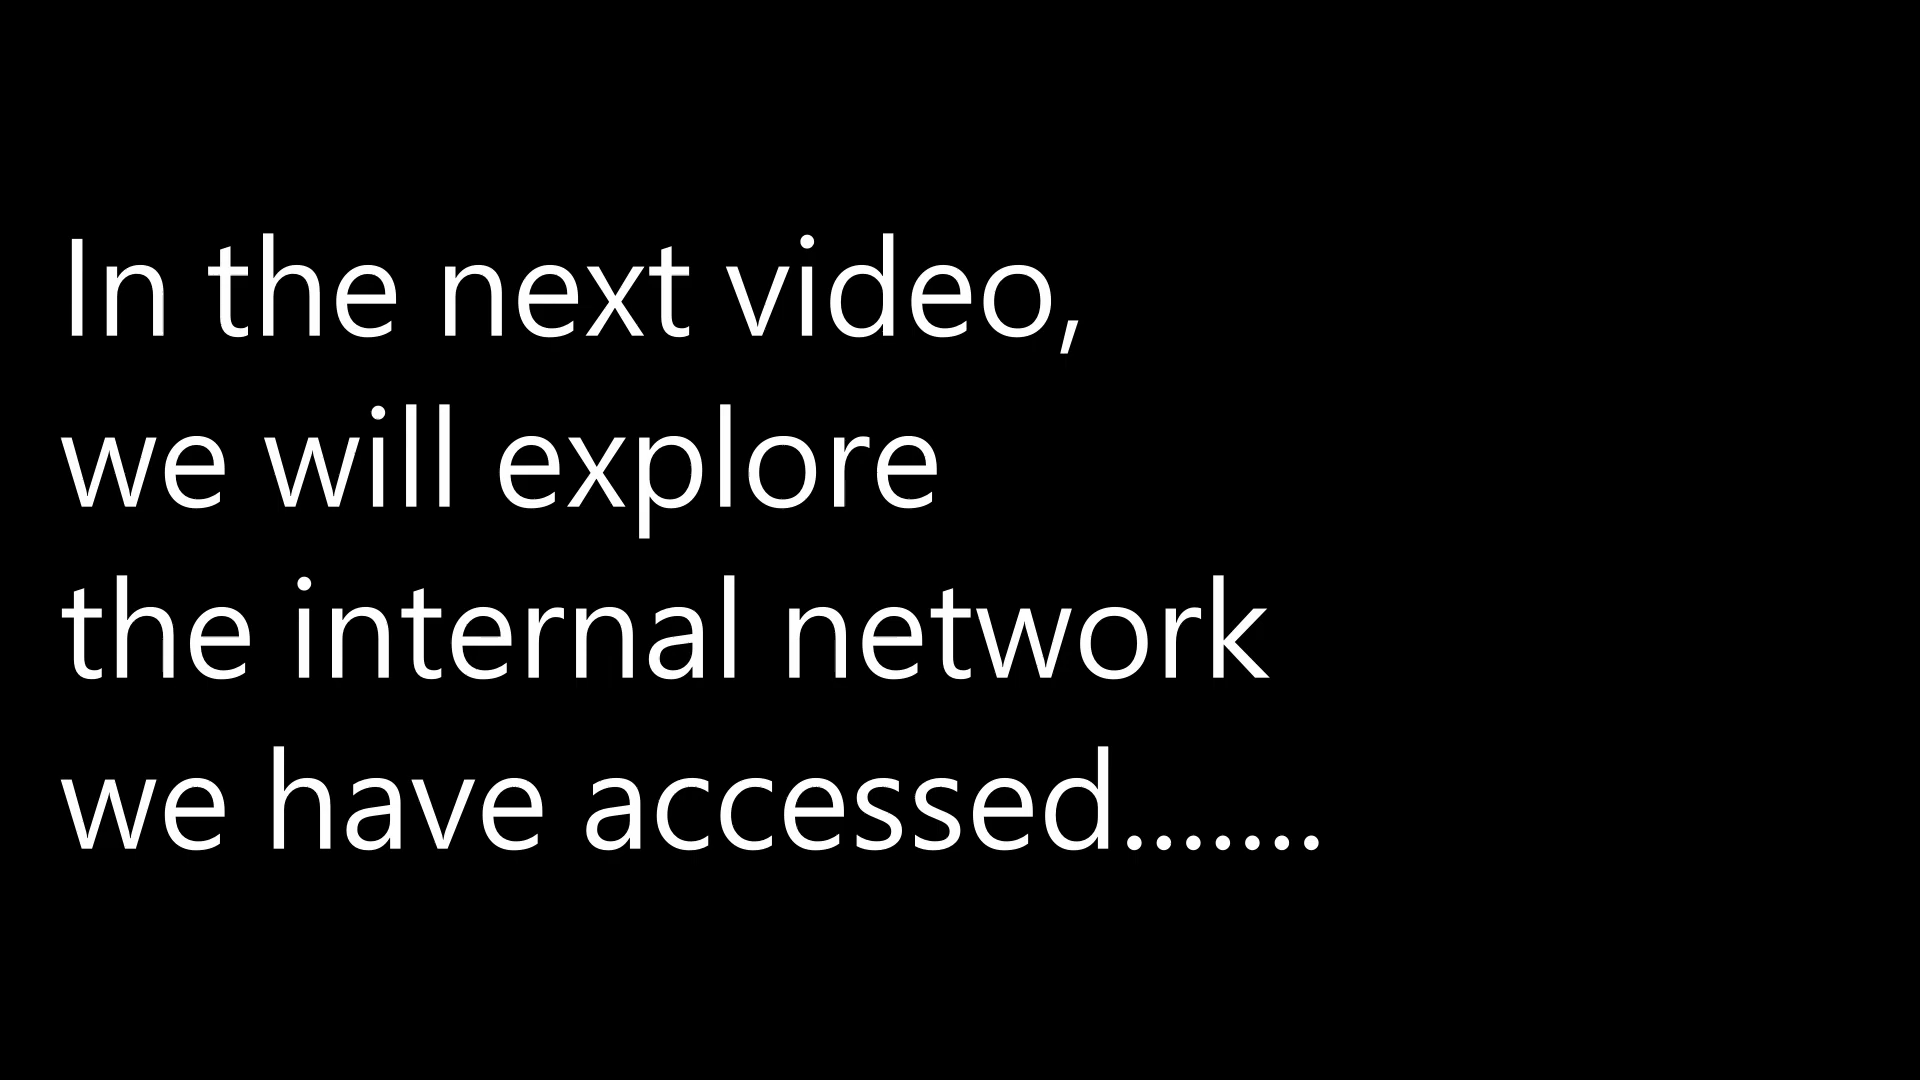 In the next video,
we will explore
the internal network
we have accessed.......